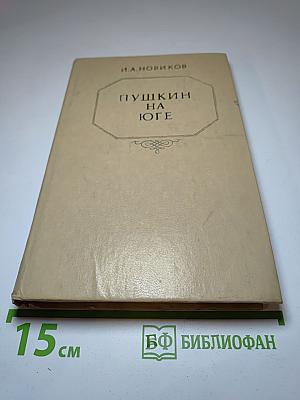 И.А.НОВИКОВ
ПУШКИН
НА
ЮГЕ
15 см
БФ БИБЛИОФАН